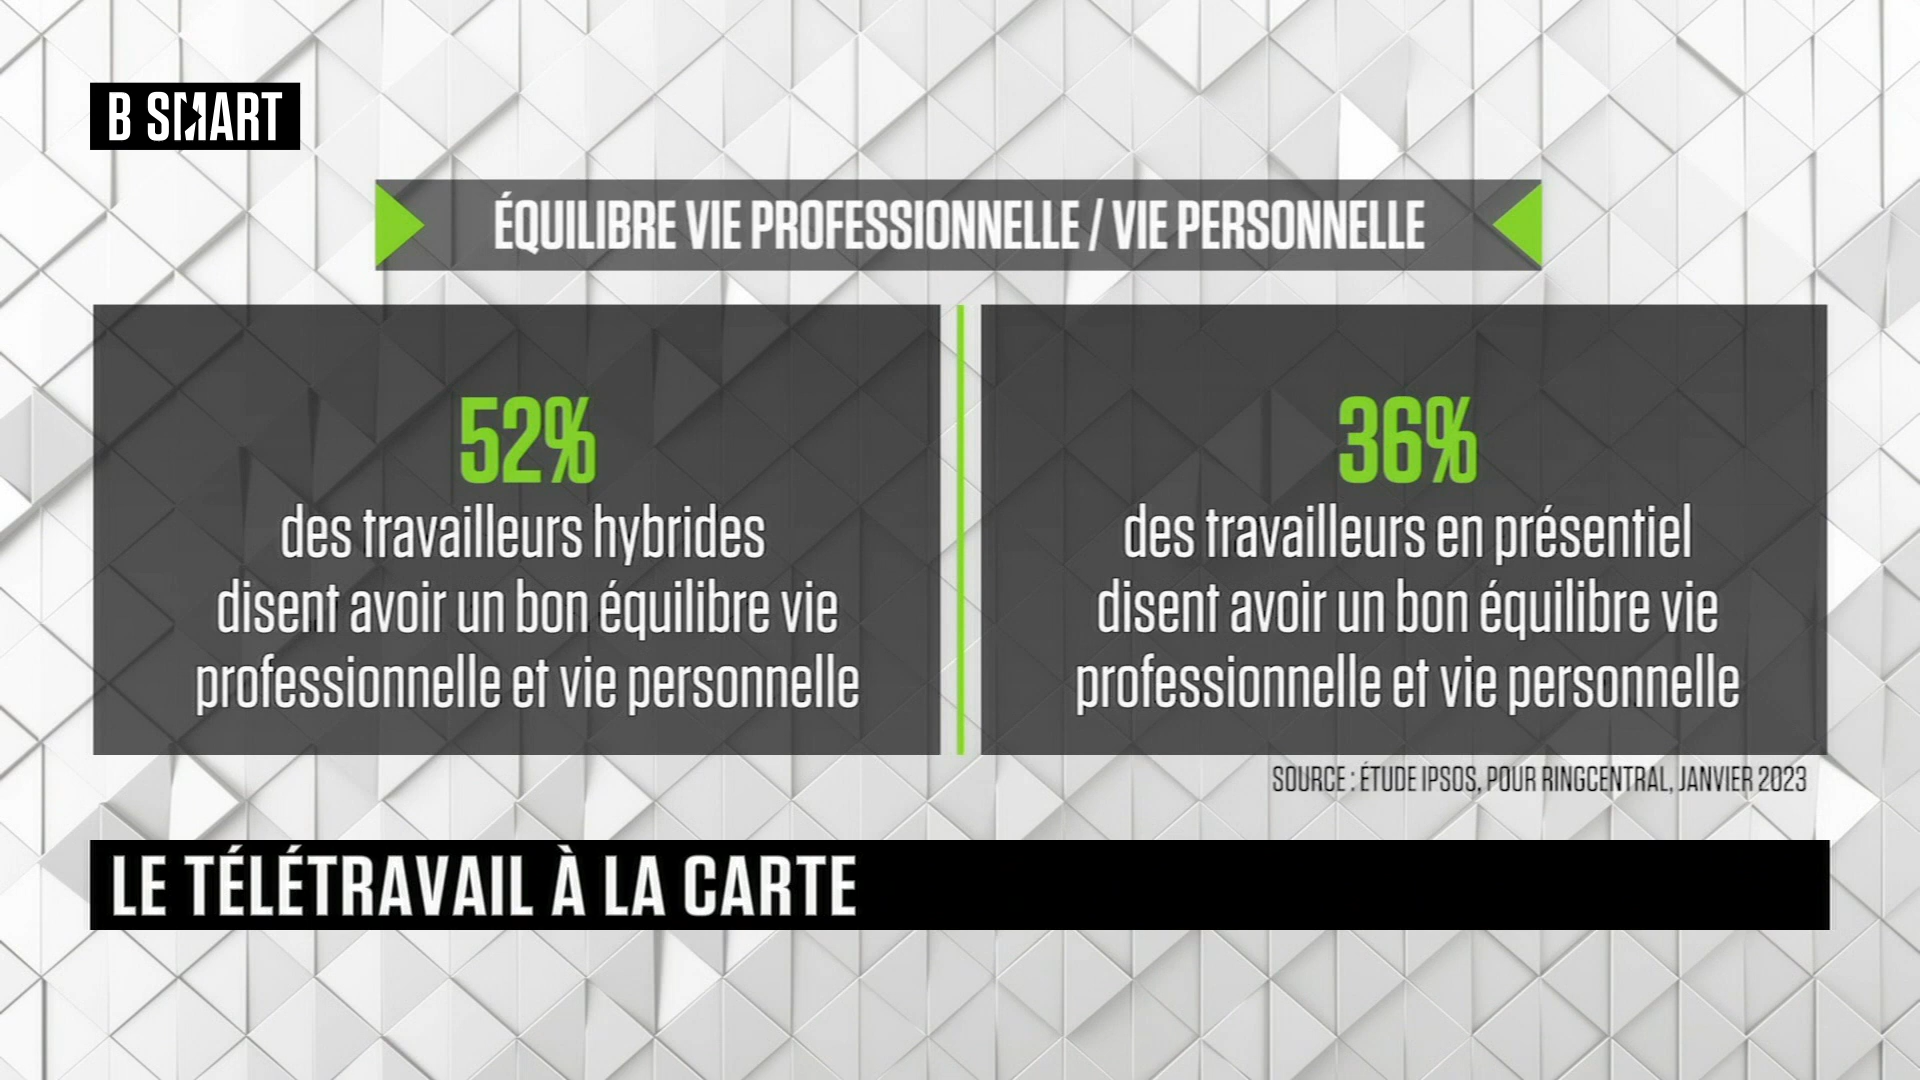 B SMART
ÉQUILIBRE VIE PROFESSIONNELLE / VIE PERSONNELLE
52%
des travailleurs hybrides
disent avoir un bon équilibre vie
professionnelle et vie personnelle
36%
des travailleurs en présentiel
disent avoir un bon équilibre vie
professionnelle et vie personnelle
SOURCE : ÉTUDE IPSOS, POUR RINGCENTRAL, JANVIER 2023
LE TÉLÉTRAVAIL À LA CARTE